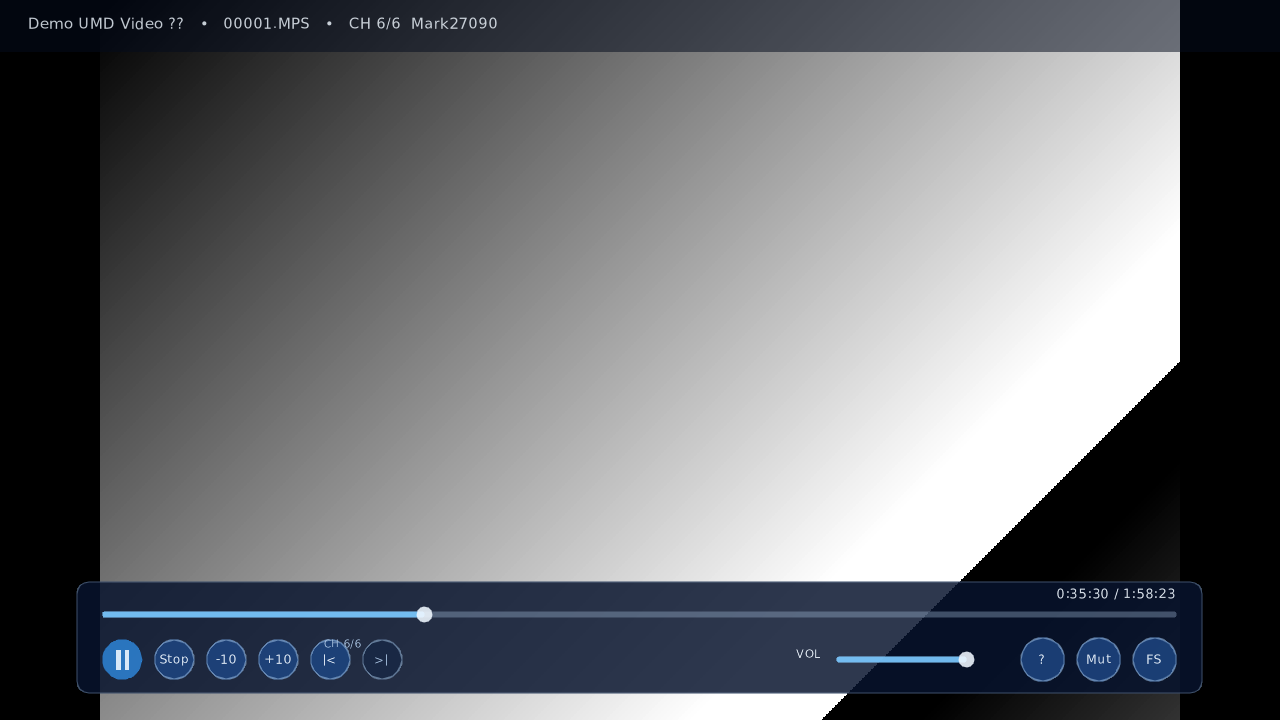 Demo UMD Video ?? • 00001.MPS • CH 6/6 Mark27090
0:35:30 / 1:58:23
CH 6/6
Stop -10 +10 |< >| VOL ? Mut FS